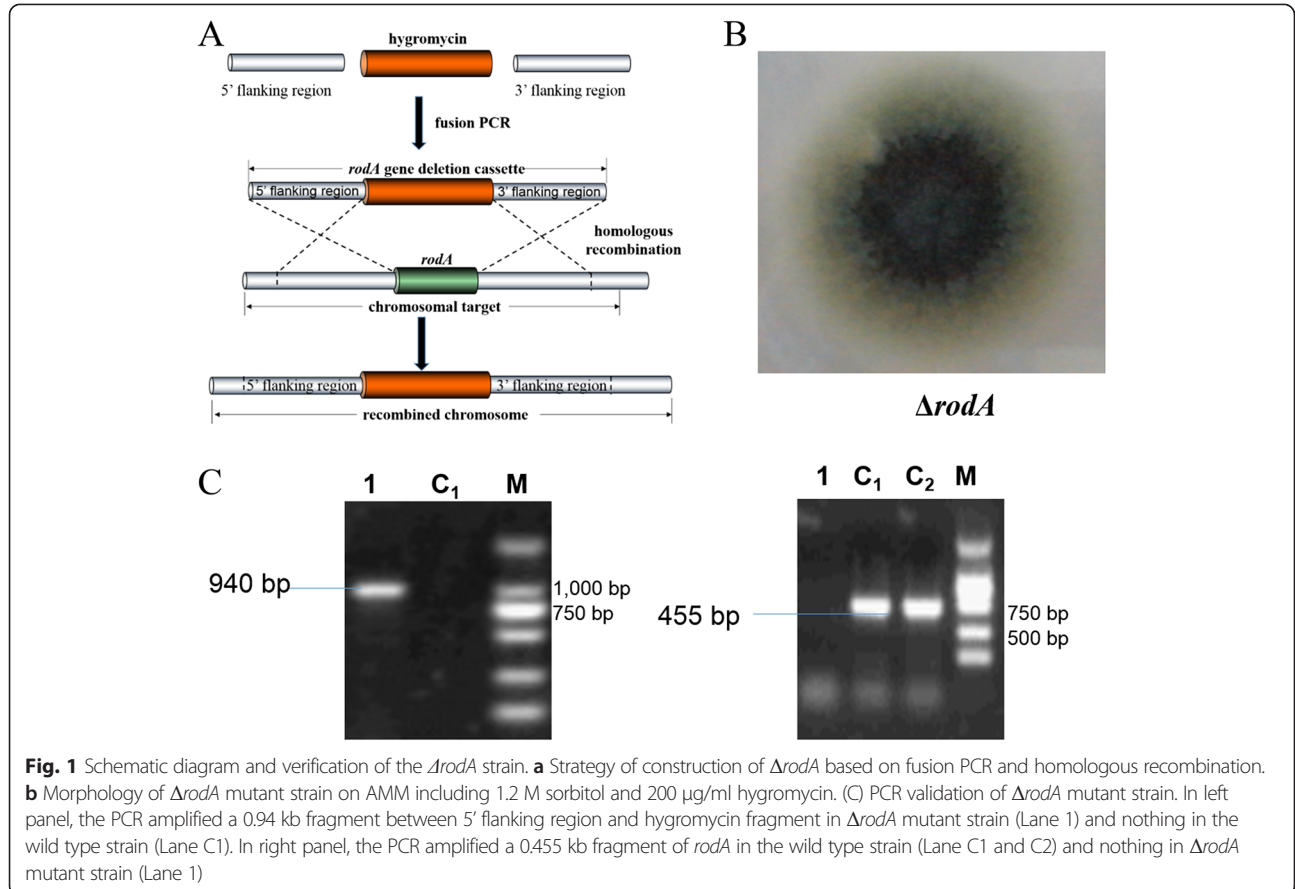 A
hygromycin
5' flanking region
3' flanking region
fusion PCR
rodA gene deletion cassette
5' flanking region
3' flanking region
homologous
recombination
rodA
chromosomal target
5' flanking region
3' flanking region
recombined chromosome
B
ΔrodA
C
1 C₁ M
940 bp
1,000 bp
750 bp
1 C₁ C₂ M
455 bp
750 bp
500 bp
Fig. 1 Schematic diagram and verification of the ΔrodA strain. a Strategy of construction of ΔrodA based on fusion PCR and homologous recombination.
b Morphology of ΔrodA mutant strain on AMM including 1.2 M sorbitol and 200 μg/ml hygromycin. (C) PCR validation of ΔrodA mutant strain. In left
panel, the PCR amplified a 0.94 kb fragment between 5' flanking region and hygromycin fragment in ΔrodA mutant strain (Lane 1) and nothing in the
wild type strain (Lane C1). In right panel, the PCR amplified a 0.455 kb fragment of rodA in the wild type strain (Lane C1 and C2) and nothing in ΔrodA
mutant strain (Lane 1)